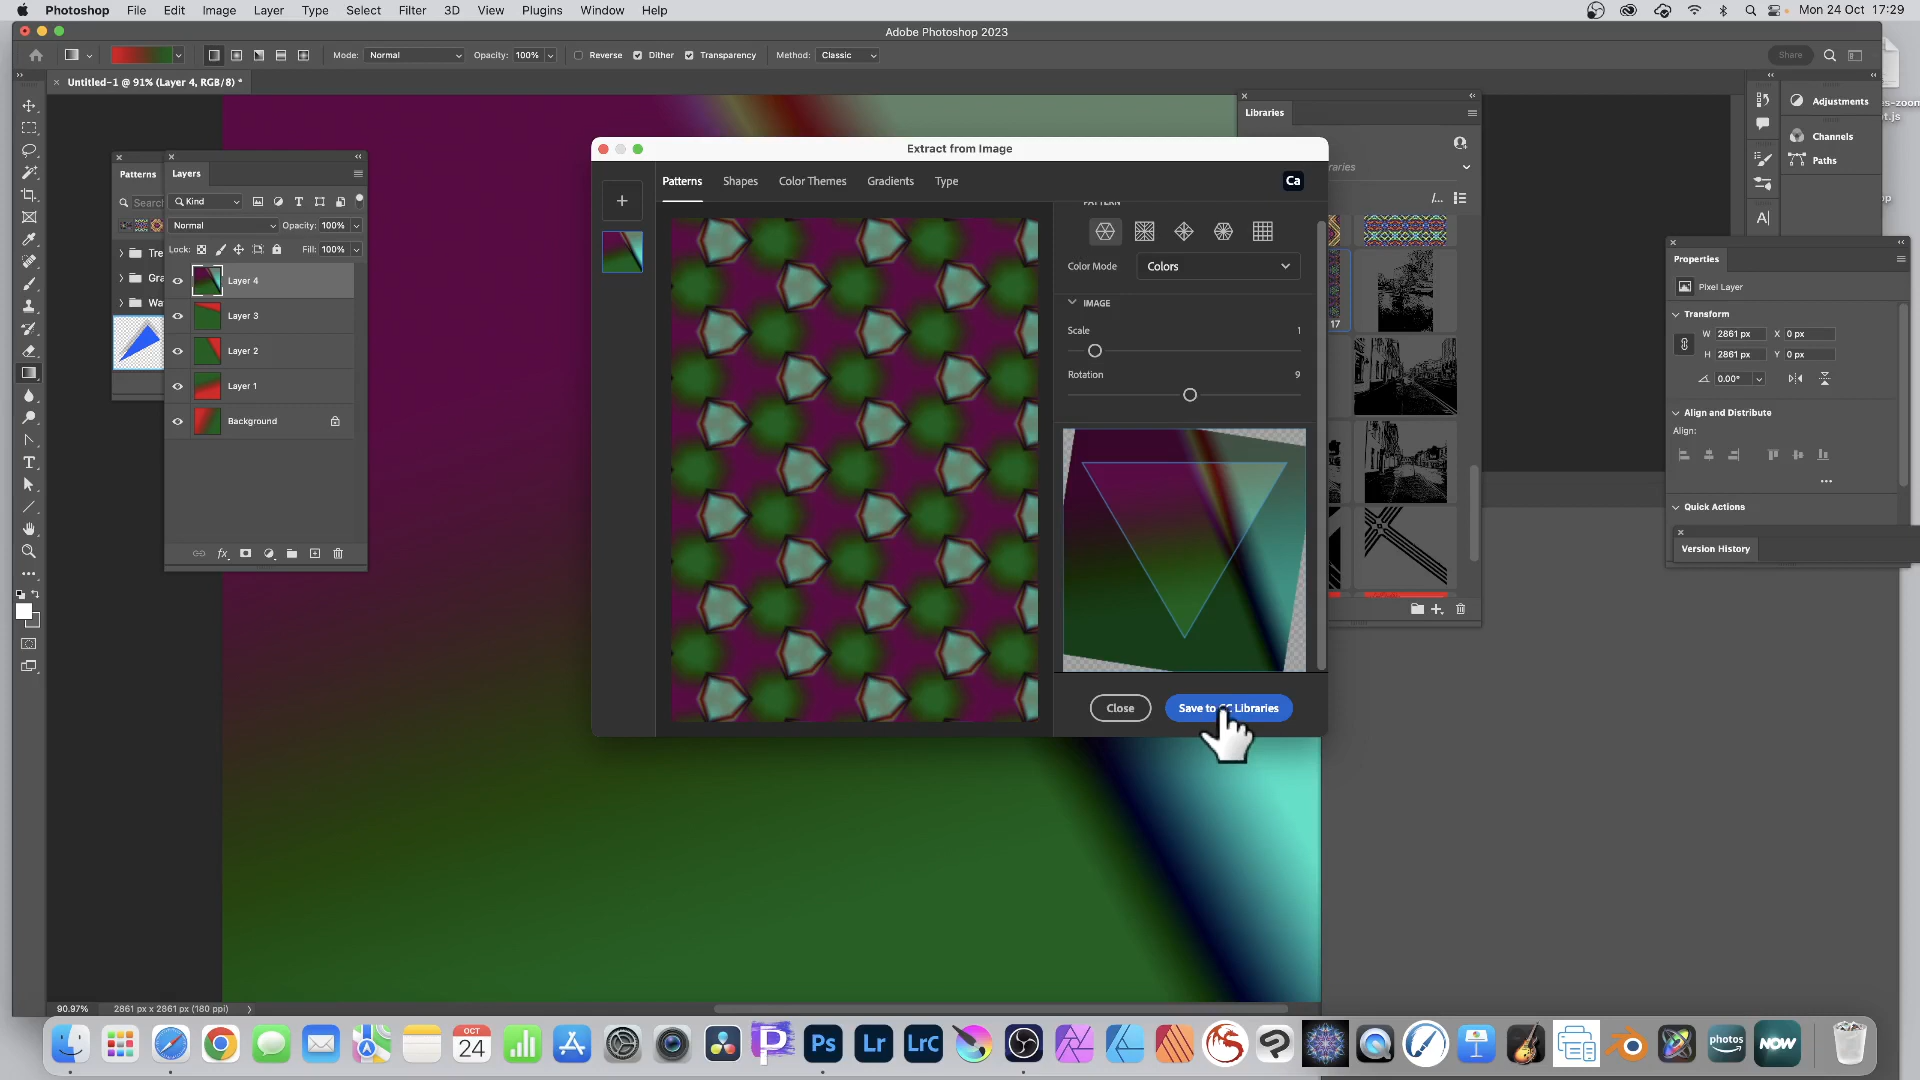 Photoshop File Edit Image Layer Type Select Filter 3D View Plugins Window Help Mon 24 Oct 17:29
Adobe Photoshop 2023
Mode: Normal Opacity: 100% Reverse Dither Transparency Method: Classic Share
Untitled-1 @ 91% (Layer 4, RGB/8) *
Libraries
Adjustments
Channels
Paths
Extract from Image
Patterns Shapes Color Themes Gradients Type Ca
Color Mode Colors
IMAGE
Scale 1
Rotation 9
Close Save to CC Libraries
Patterns Layers
Kind
Normal Opacity: 100%
Lock: Fill: 100%
Layer 4
Layer 3
Layer 2
Layer 1
Background
17
Properties
Pixel Layer
Transform
W 2861 px X 0 px
H 2861 px Y 0 px
0.00°
Align and Distribute
Align:
Quick Actions
Version History
90.97% 2861 px x 2861 px (180 ppi)
OCT
24
Ps Lr LrC
photos
NOW